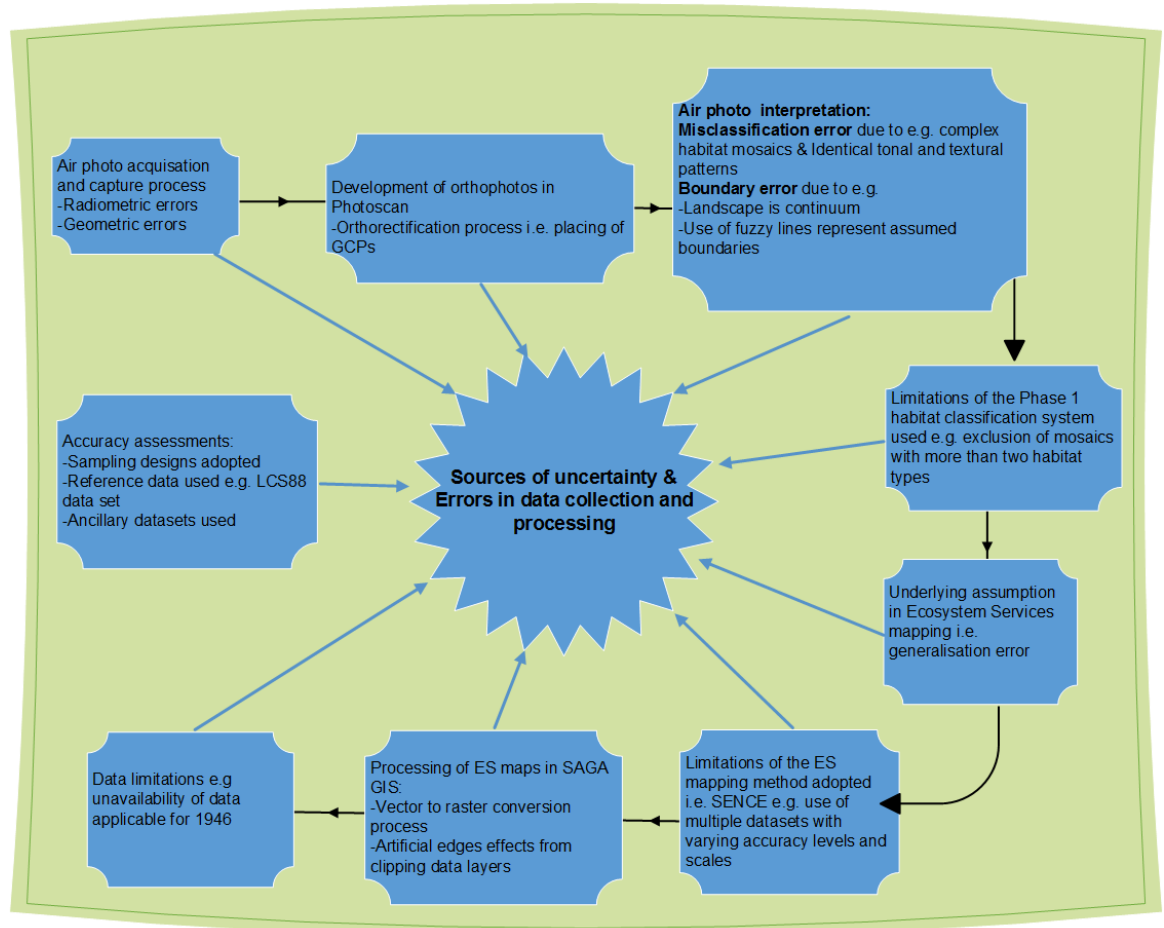 Air photo acquisation
and capture process
-Radiometric errors
-Geometric errors
Development of orthophotos in
Photoscan
-Orthorectification process i.e. placing of
GCPs
Air photo  interpretation:
Misclassification error due to e.g. complex
habitat mosaics & Identical tonal and textural
patterns
Boundary error due to e.g.
-Landscape is continuum
-Use of fuzzy lines represent assumed
boundaries
Limitations of the Phase 1
habitat classification system
used e.g. exclusion of mosaics
with more than two habitat
types
Underlying assumption
in Ecosystem Services
mapping i.e.
generalisation error
Limitations of the ES
mapping method adopted
i.e. SENCE e.g. use of
multiple datasets with
varying accuracy levels and
scales
Processing of ES maps in SAGA
GIS:
-Vector to raster conversion
process
-Artificial edges effects from
clipping data layers
Data limitations e.g
unavailability of data
applicable for 1946
Accuracy assessments:
-Sampling designs adopted
-Reference data used e.g. LCS88
data set
-Ancillary datasets used
Sources of uncertainty &
Errors in data collection and
processing